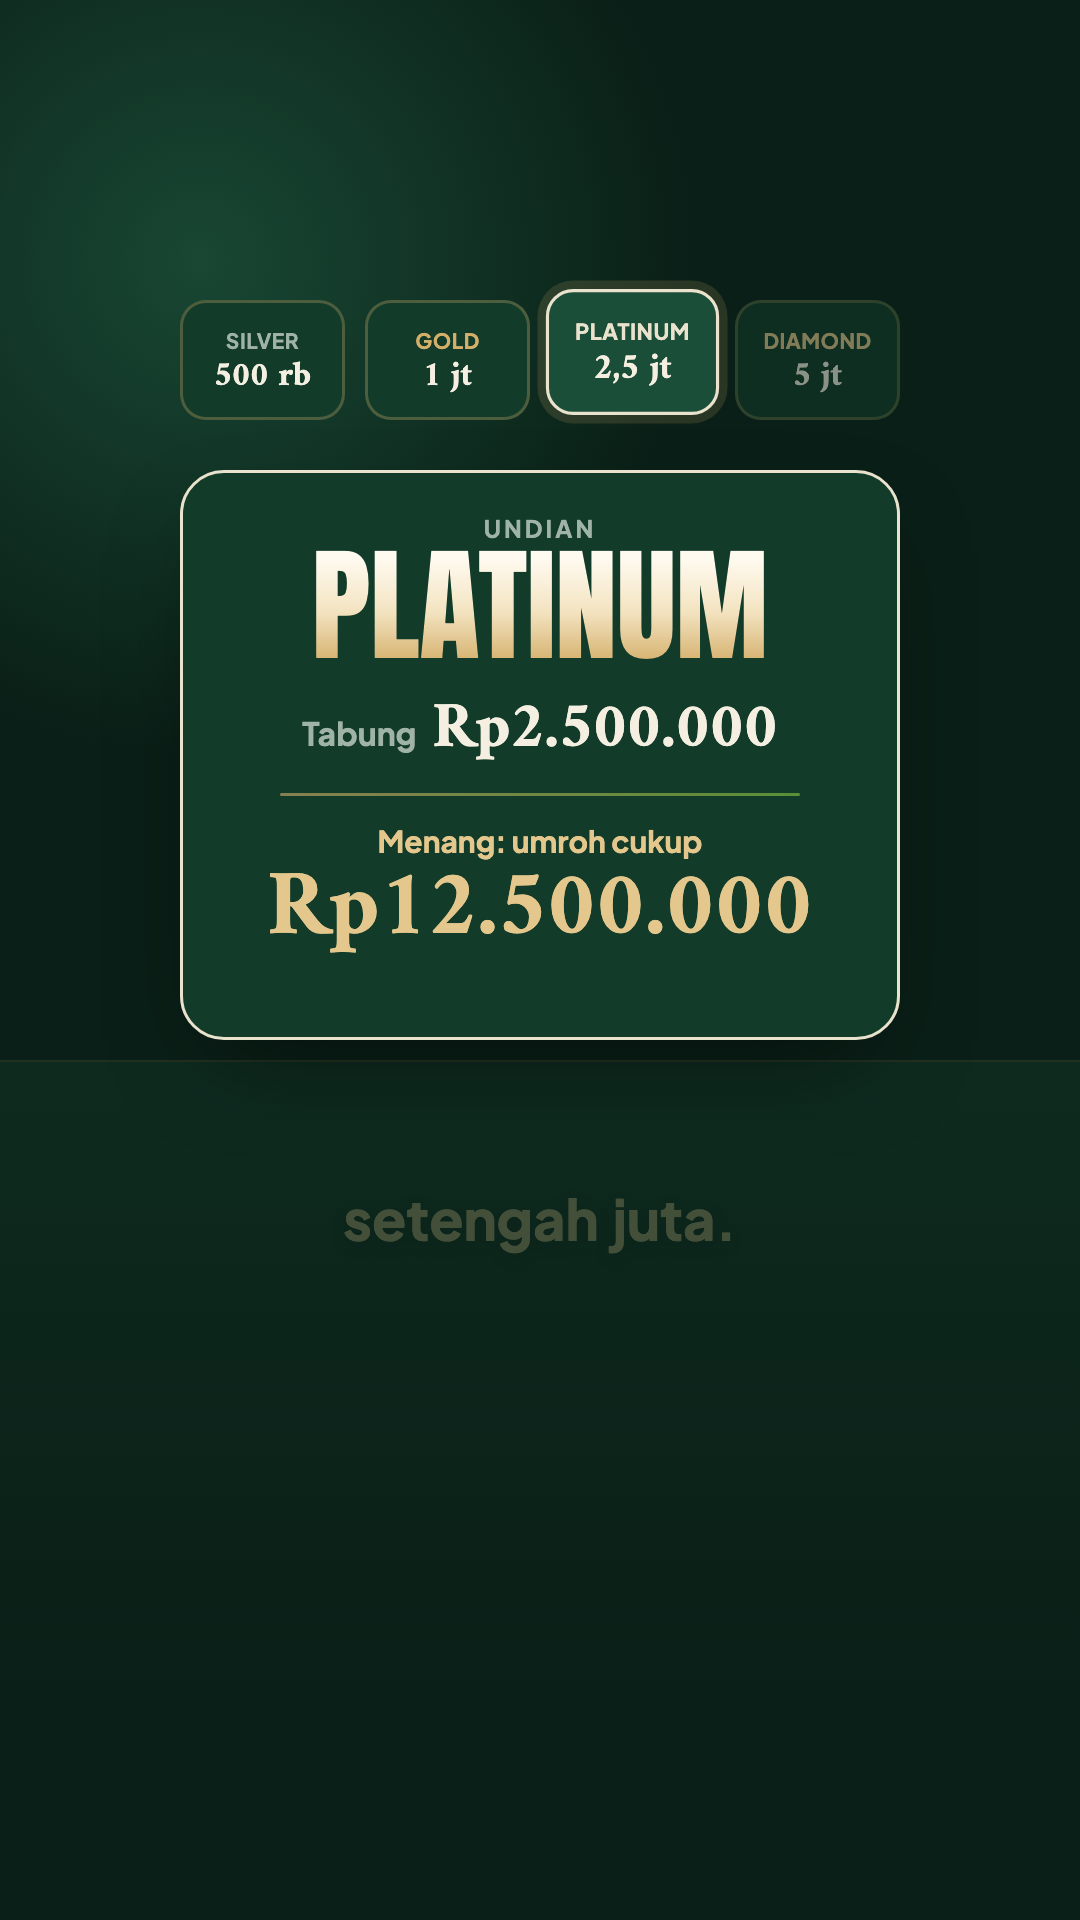 SILVER
500 rb
GOLD
1 jt
PLATINUM
2,5 jt
DIAMOND
5 jt
UNDIAN
PLATINUM
Tabung Rp2.500.000
Menang: umroh cukup
Rp12.500.000
setengah juta.